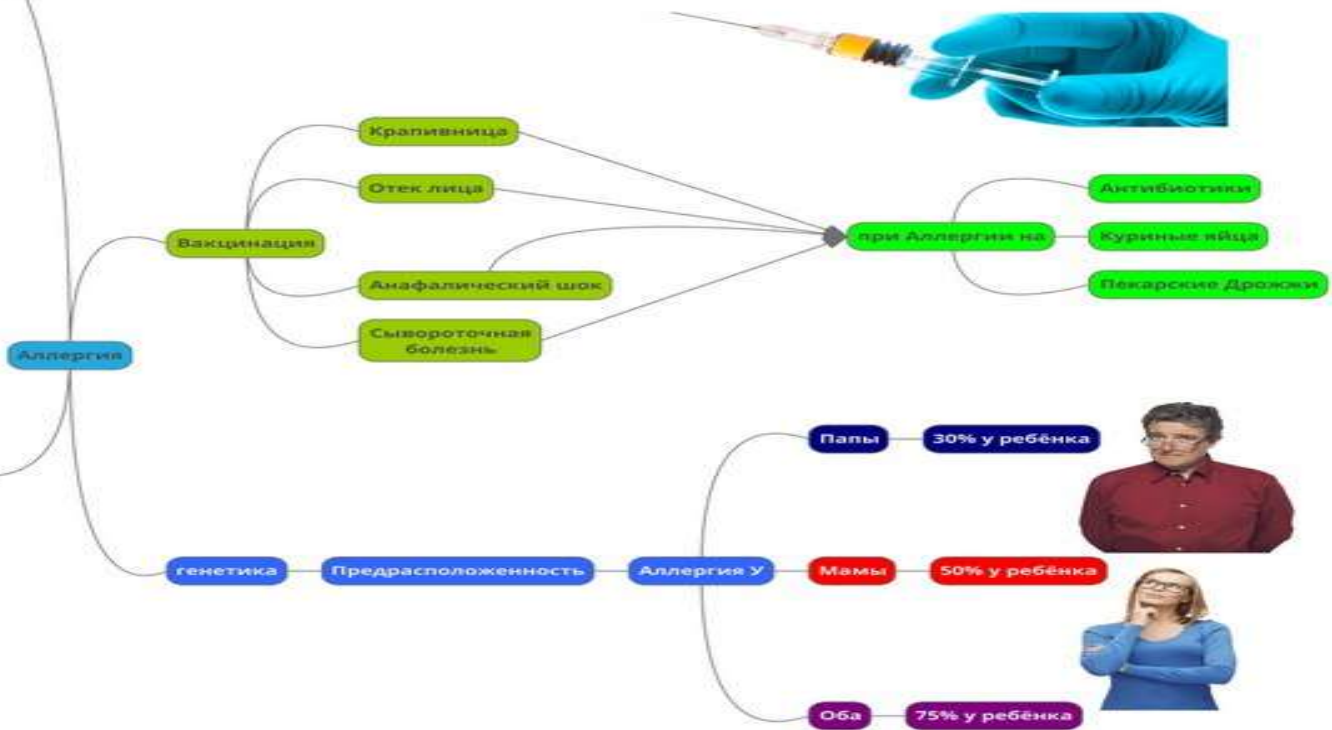 Крапивница
Отек лица
Вакцинация
Анафалический шок
Сывороточная
болезнь
при Аллергии на
Антибиотики
Куриные яйца
Пекарские Дрожжи
Аллергия
генетика
Предрасположенность
Аллергия У
Папы
30% у ребёнка
Мамы
50% у ребёнка
Оба
75% у ребёнка